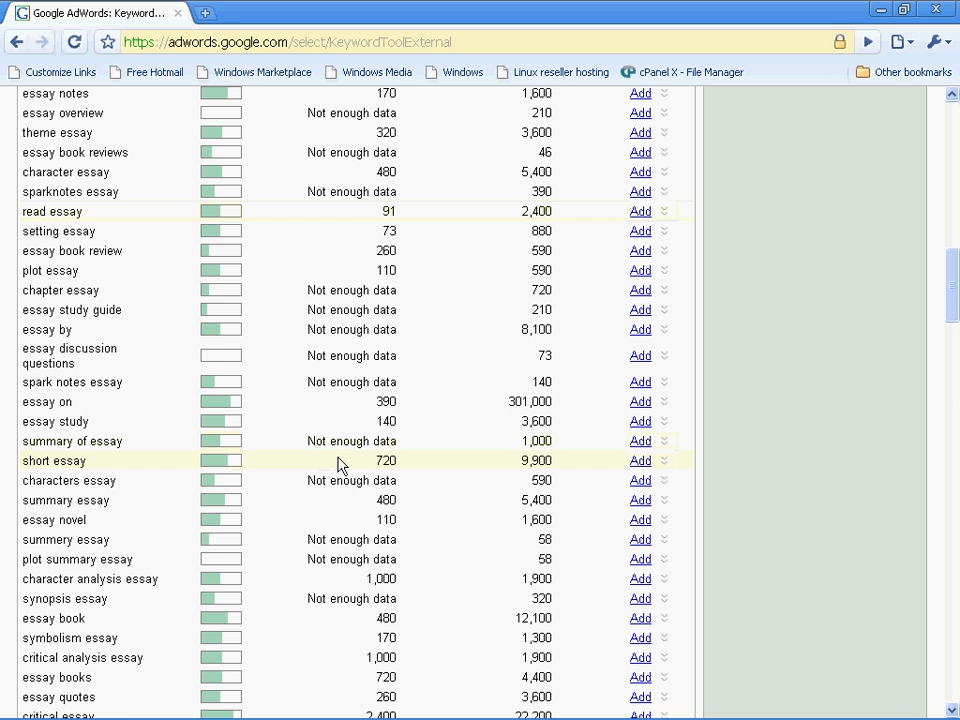 Google AdWords: Keyword...
https://adwords.google.com/select/KeywordToolExternal
Customize Links Free Hotmail Windows Marketplace Windows Media Windows Linux reseller hosting cPanel X - File Manager Other bookmarks
essay notes 170 1,600 Add
essay overview Not enough data 210 Add
theme essay 320 3,600 Add
essay book reviews Not enough data 46 Add
character essay 480 5,400 Add
sparknotes essay Not enough data 390 Add
read essay 91 2,400 Add
setting essay 73 880 Add
essay book review 260 590 Add
plot essay 110 590 Add
chapter essay Not enough data 720 Add
essay study guide Not enough data 210 Add
essay by Not enough data 8,100 Add
essay discussion
questions Not enough data 73 Add
spark notes essay Not enough data 140 Add
essay on 390 301,000 Add
essay study 140 3,600 Add
summary of essay Not enough data 1,000 Add
short essay 720 9,900 Add
characters essay Not enough data 590 Add
summary essay 480 5,400 Add
essay novel 110 1,600 Add
summery essay Not enough data 58 Add
plot summary essay Not enough data 58 Add
character analysis essay 1,000 1,900 Add
synopsis essay Not enough data 320 Add
essay book 480 12,100 Add
symbolism essay 170 1,300 Add
critical analysis essay 1,000 1,900 Add
essay books 720 4,400 Add
essay quotes 260 3,600 Add
critical essay 2,400 22,200 Add